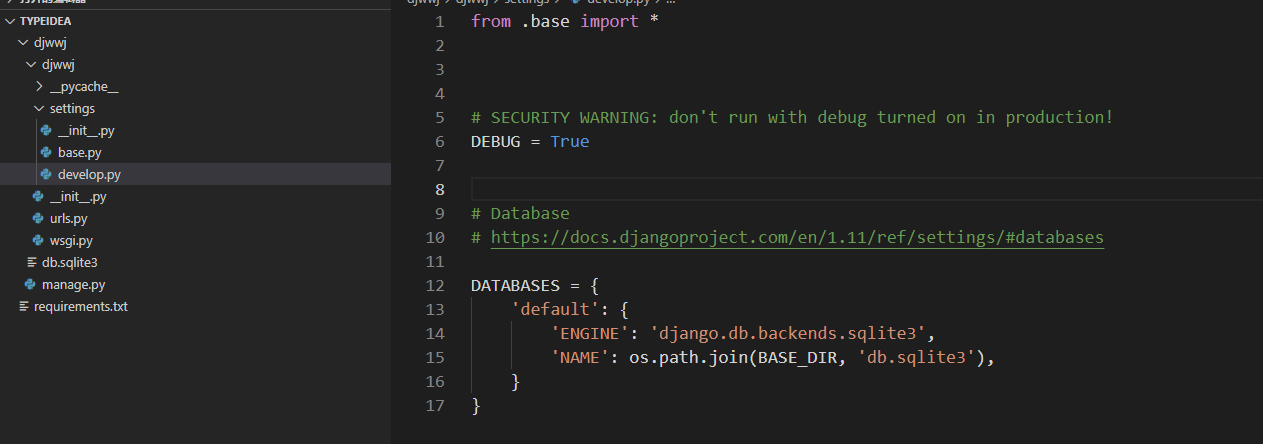 djwwj > djwwj > settings > develop.py > ...
TYPEIDEA
djwwj
djwwj
__pycache__
settings
__init__.py
base.py
develop.py
__init__.py
urls.py
wsgi.py
db.sqlite3
manage.py
requirements.txt
1 from .base import *
2
3
4
5 # SECURITY WARNING: don't run with debug turned on in production!
6 DEBUG = True
7
8
9 # Database
10 # https://docs.djangoproject.com/en/1.11/ref/settings/#databases
11
12 DATABASES = {
13 'default': {
14 'ENGINE': 'django.db.backends.sqlite3',
15 'NAME': os.path.join(BASE_DIR, 'db.sqlite3'),
16 }
17 }